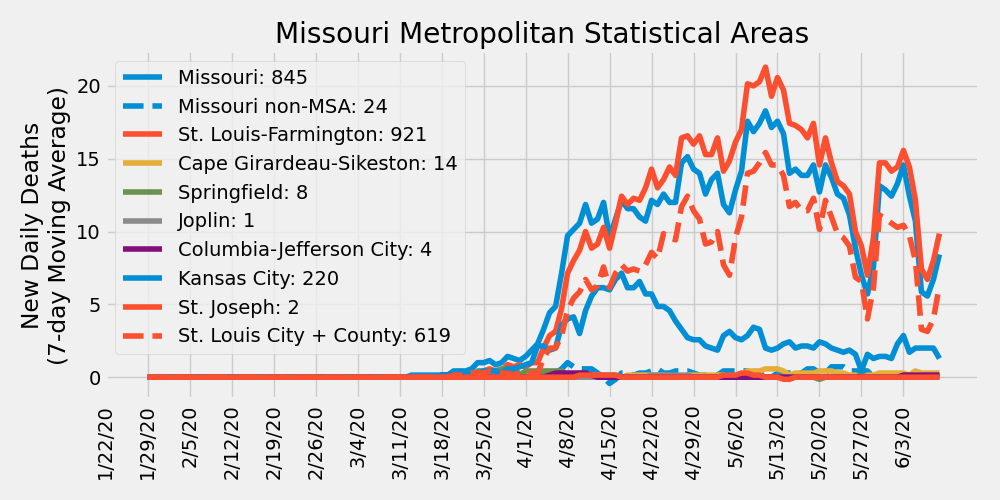 Missouri Metropolitan Statistical Areas
New Daily Deaths
(7-day Moving Average)
20
15
10
5
0
Missouri: 845
Missouri non-MSA: 24
St. Louis-Farmington: 921
Cape Girardeau-Sikeston: 14
Springfield: 8
Joplin: 1
Columbia-Jefferson City: 4
Kansas City: 220
St. Joseph: 2
St. Louis City + County: 619
1/22/20
1/29/20
2/5/20
2/12/20
2/19/20
2/26/20
3/4/20
3/11/20
3/18/20
3/25/20
4/1/20
4/8/20
4/15/20
4/22/20
4/29/20
5/6/20
5/13/20
5/20/20
5/27/20
6/3/20